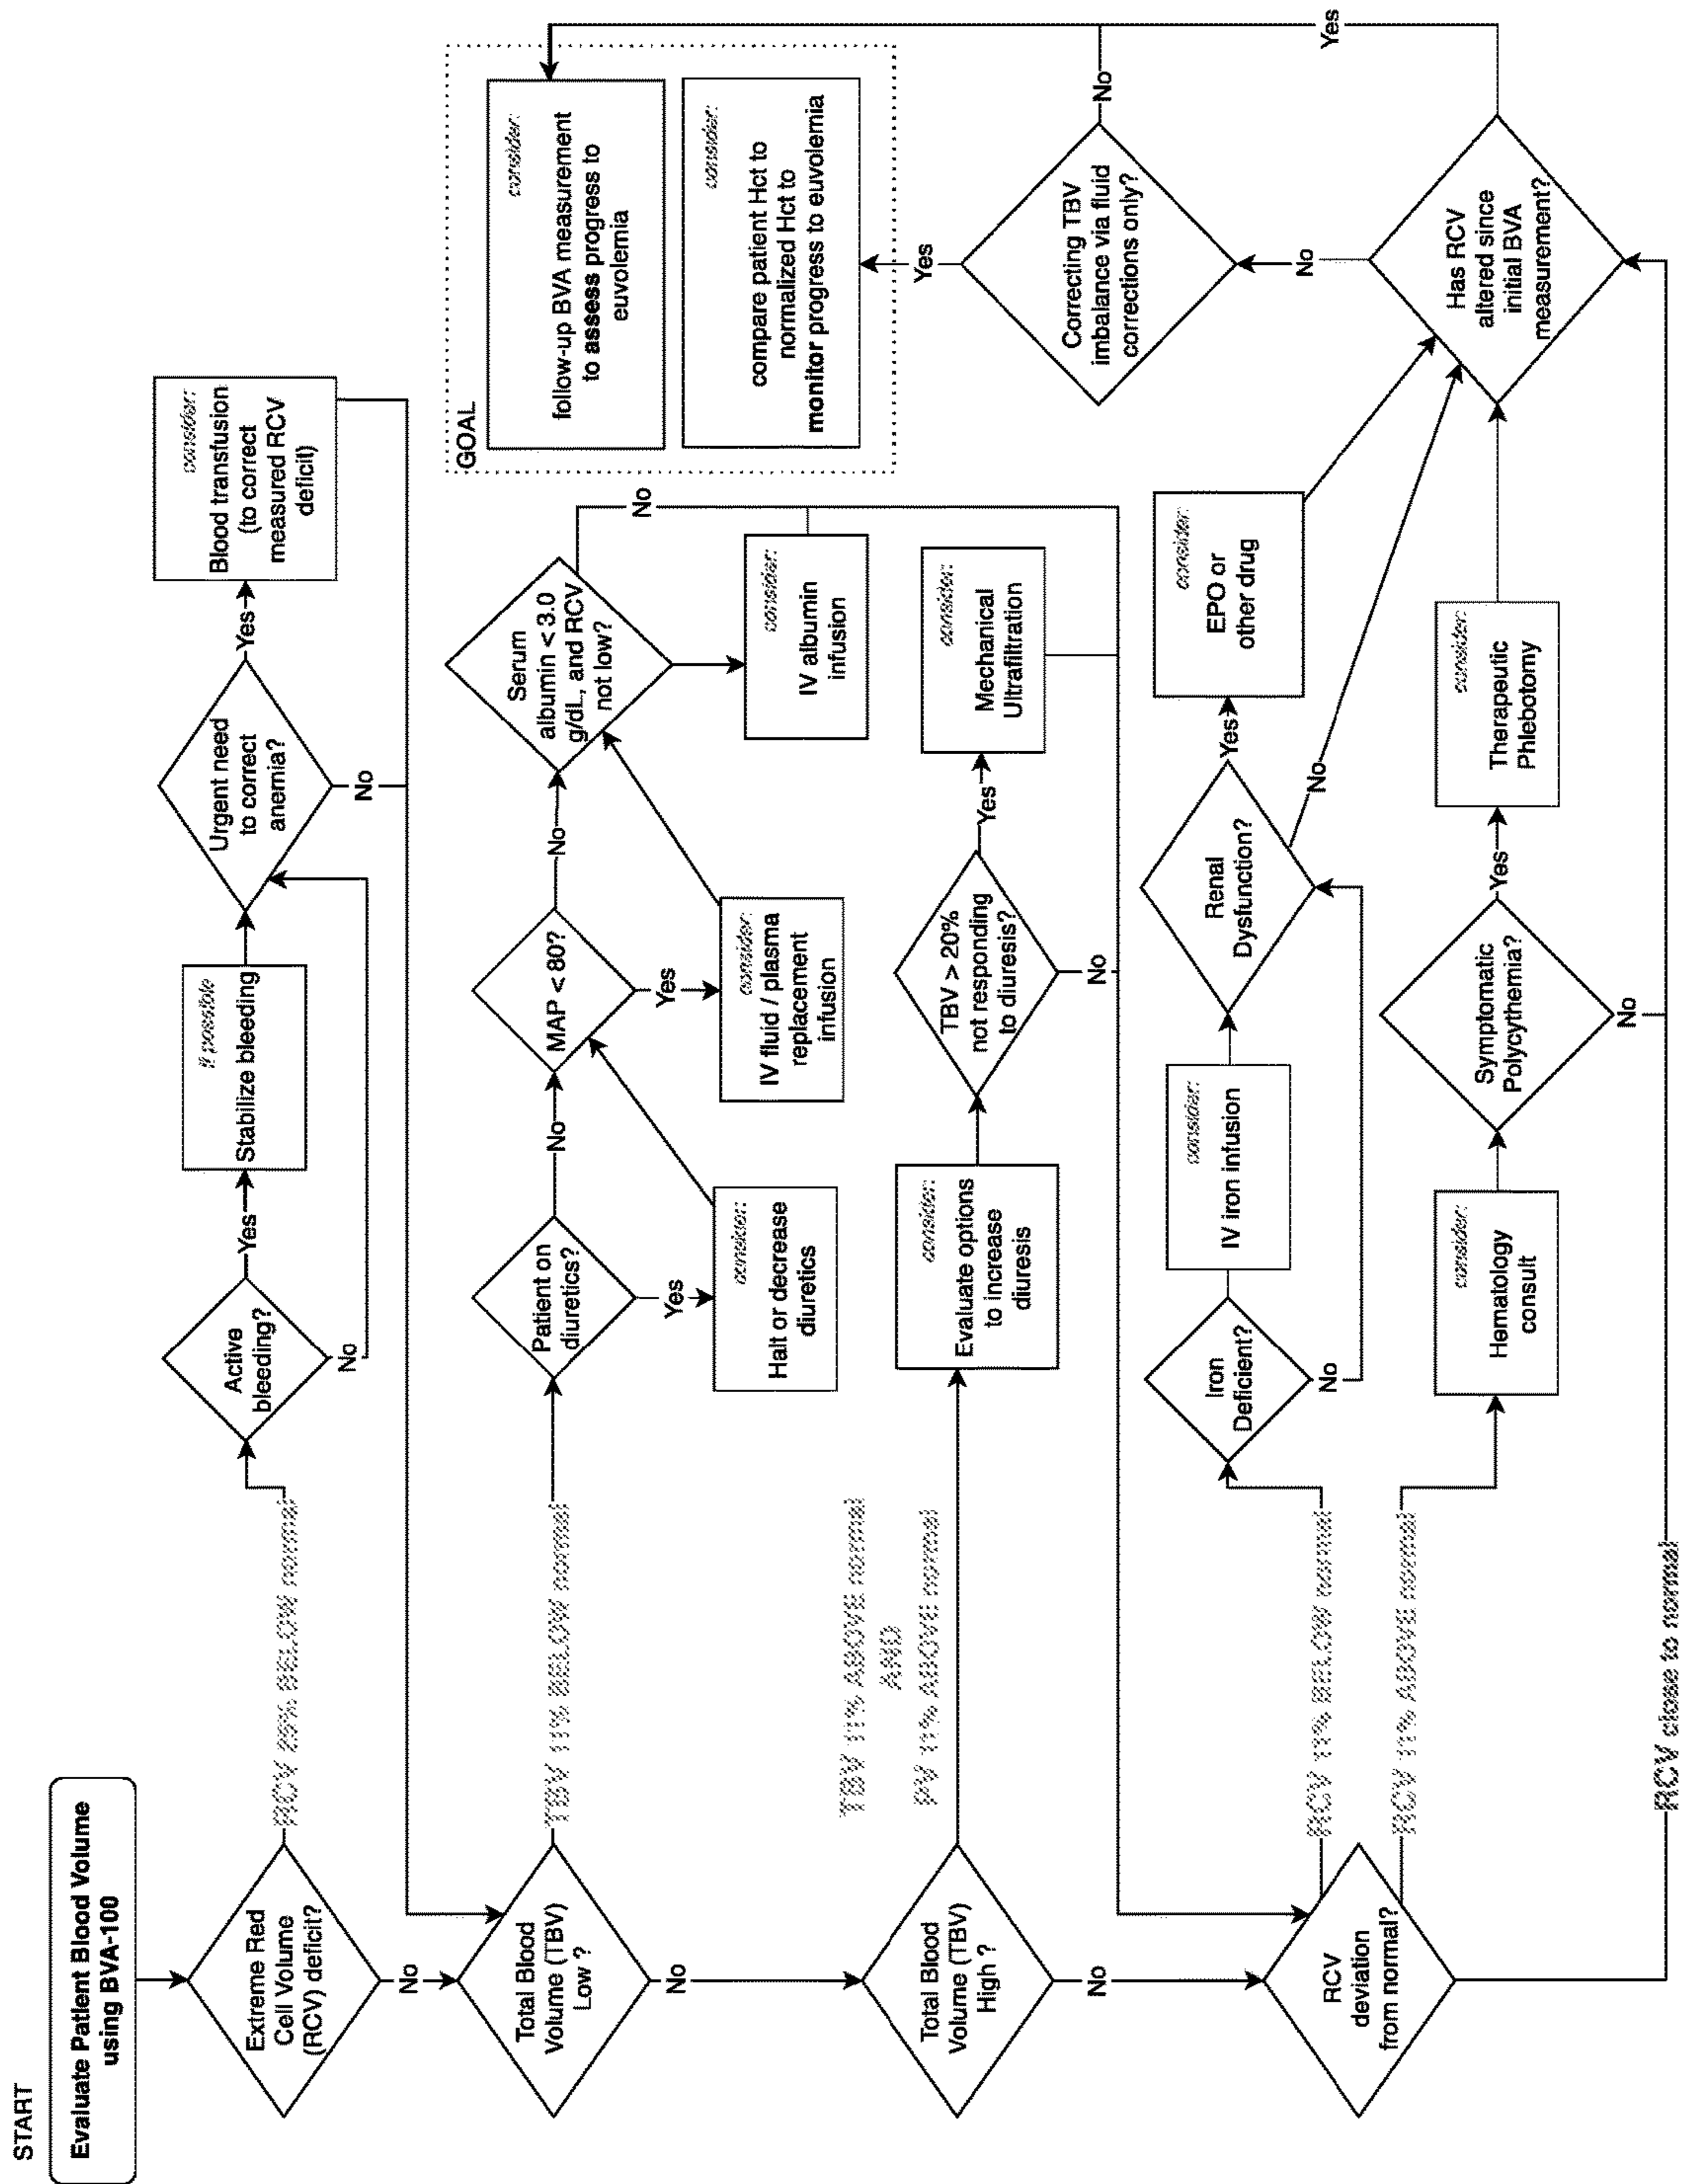 START
Evaluate Patient Blood Volume
using BVA-100
Extreme Red
Cell Volume
(RCV) deficit?
RCV 25% BELOW normal
No
Active
bleeding?
Yes
No
if possible
Stabilize bleeding
Urgent need
to correct
anemia?
Yes
No
consider:
Blood transfusion
(to correct
measured RCV
deficit)
Total Blood
Volume (TBV)
Low ?
TBV 11% BELOW normal
No
Patient on
diuretics?
No
Yes
consider:
Halt or decrease
diuretics
MAP < 80?
No
Yes
consider:
IV fluid / plasma
replacement
infusion
Serum
albumin < 3.0
g/dL, and RCV
not low?
No
consider:
IV albumin
infusion
Total Blood
Volume (TBV)
High ?
TBV 11% ABOVE normal
AND
PV 11% ABOVE normal
No
consider:
Evaluate options
to increase
diuresis
TBV > 20%
not responding
to diuresis?
Yes
No
consider:
Mechanical
Ultrafiltration
RCV
deviation
from normal?
RCV 11% BELOW normal
RCV 11% ABOVE normal
RCV close to normal
Iron
Deficient?
No
consider:
IV iron infusion
Renal
Dysfunction?
Yes
No
consider:
EPO or
other drug
consider:
Hematology
consult
Symptomatic
Polycythemia?
Yes
No
consider:
Therapeutic
Phlebotomy
Has RCV
altered since
initial BVA
measurement?
No
Yes
Correcting TBV
imbalance via fluid
corrections only?
Yes
No
GOAL
consider:
follow-up BVA measurement
to assess progress to
euvolemia
consider:
compare patient Hct to
normalized Hct to
monitor progress to euvolemia